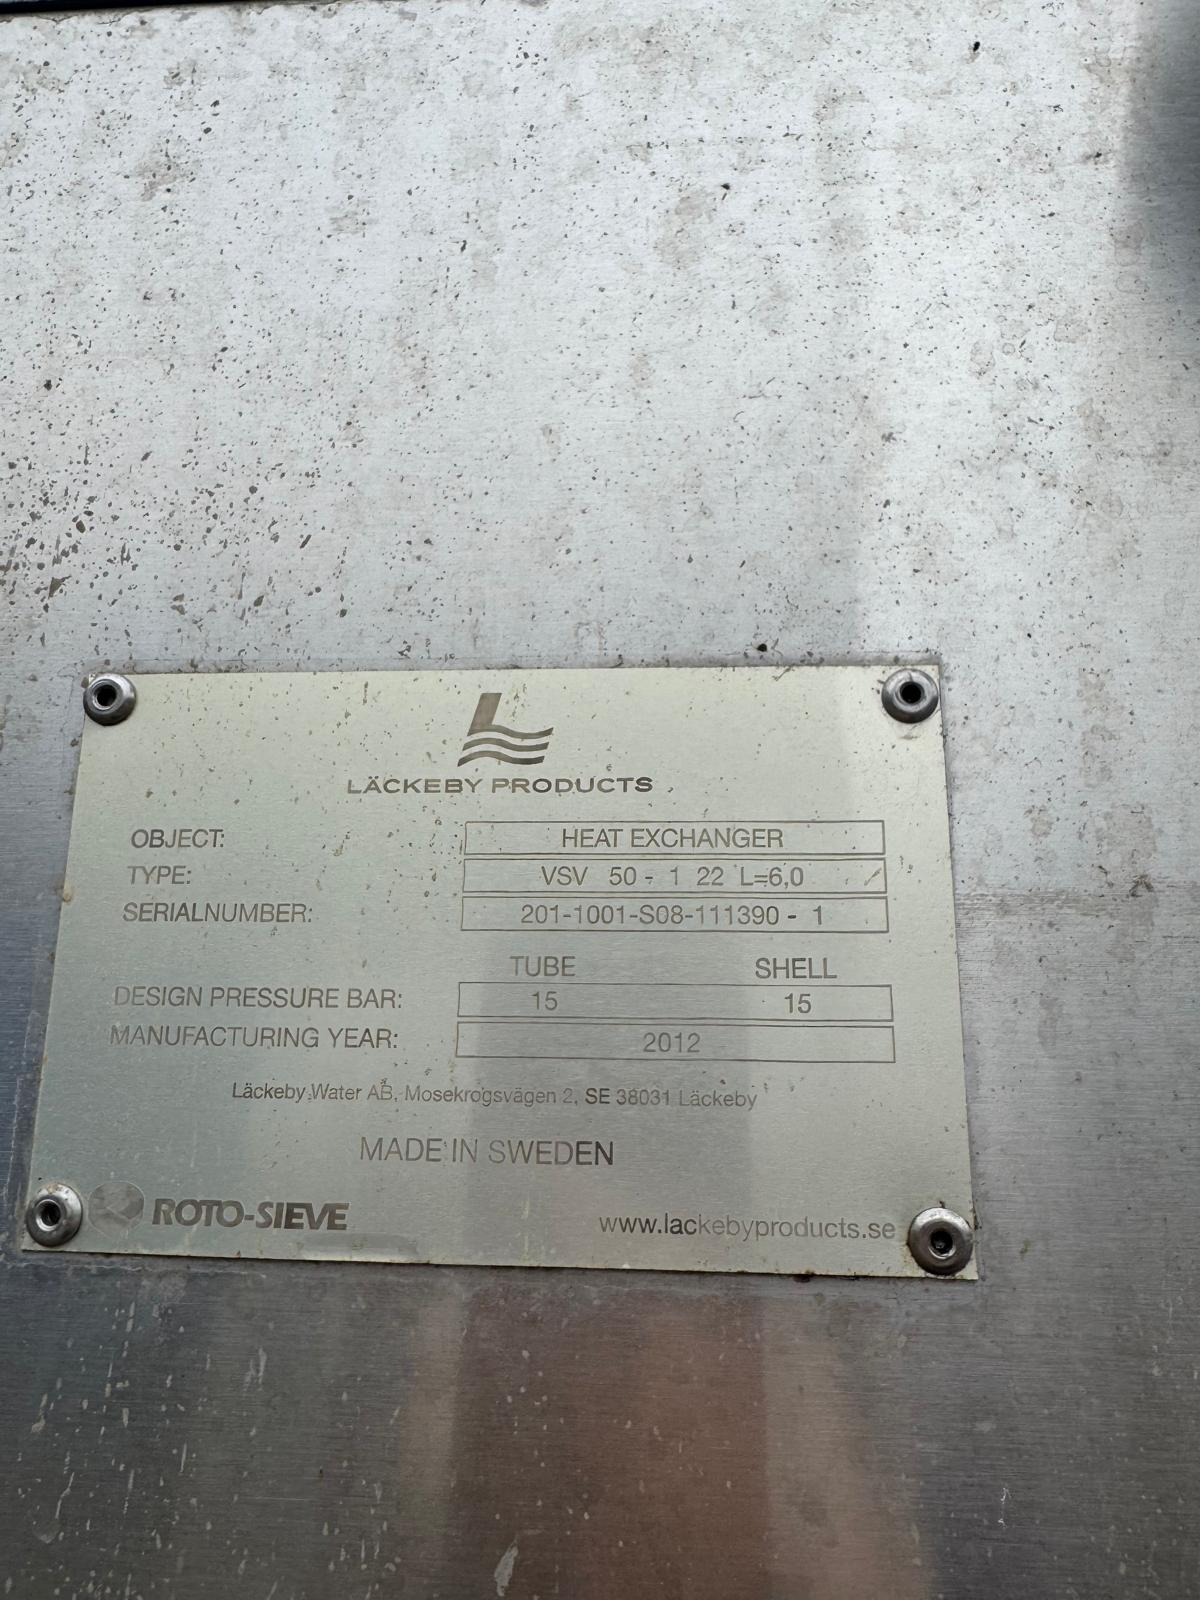 LÄCKEBY PRODUCTS
OBJECT: HEAT EXCHANGER
TYPE: VSV 50 - 1 22 L=6,0
SERIALNUMBER: 201-1001-S08-111390 - 1
TUBE SHELL
DESIGN PRESSURE BAR: 15 15
MANUFACTURING YEAR: 2012
Läckeby Water AB, Mosekrogsvägen 2, SE 38031 Läckeby
MADE IN SWEDEN
ROTO-SIEVE www.lackebyproducts.se